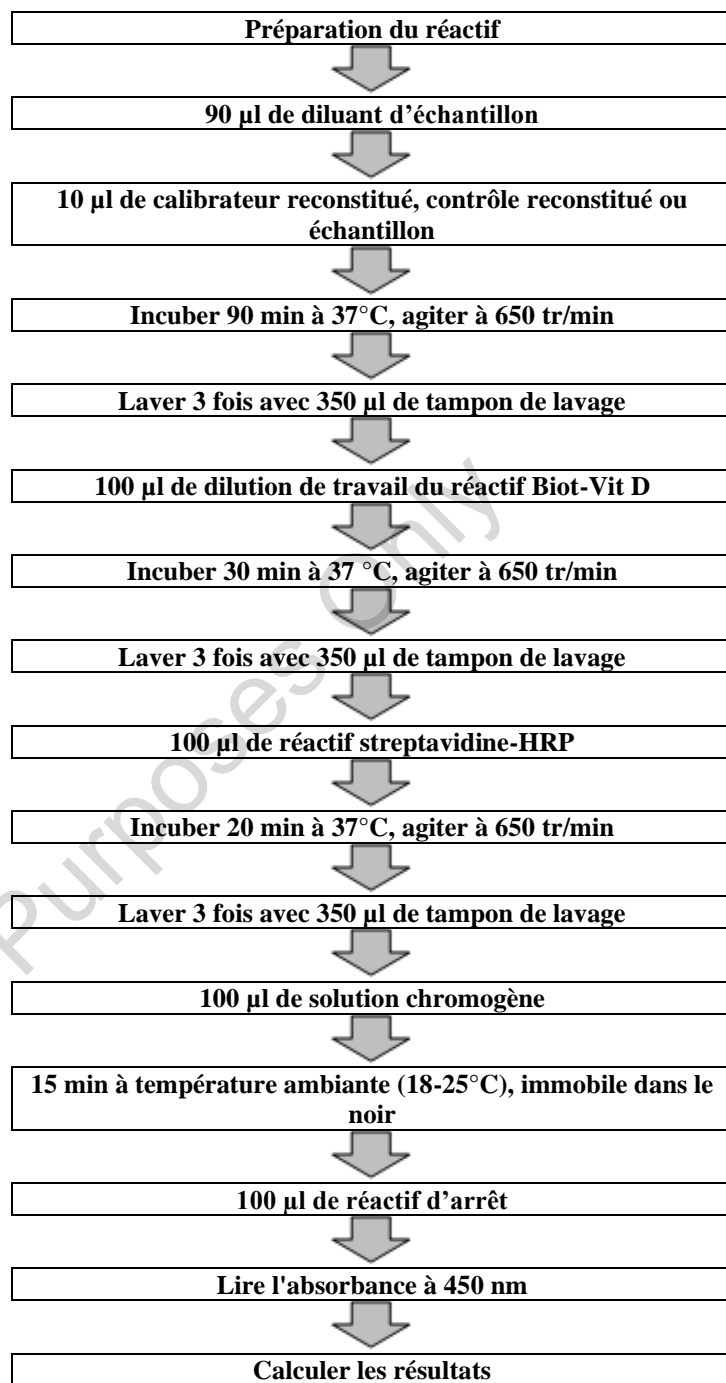 Préparation du réactif
90 µl de diluant d’échantillon
10 µl de calibrateur reconstitué, contrôle reconstitué ou
échantillon
Incuber 90 min à 37°C, agiter à 650 tr/min
Laver 3 fois avec 350 µl de tampon de lavage
100 µl de dilution de travail du réactif Biot-Vit D
Incuber 30 min à 37 °C, agiter à 650 tr/min
Laver 3 fois avec 350 µl de tampon de lavage
100 µl de réactif streptavidine-HRP
Incuber 20 min à 37°C, agiter à 650 tr/min
Laver 3 fois avec 350 µl de tampon de lavage
100 µl de solution chromogène
15 min à température ambiante (18-25°C), immobile dans le
noir
100 µl de réactif d’arrêt
Lire l'absorbance à 450 nm
Calculer les résultats
Purposes Only